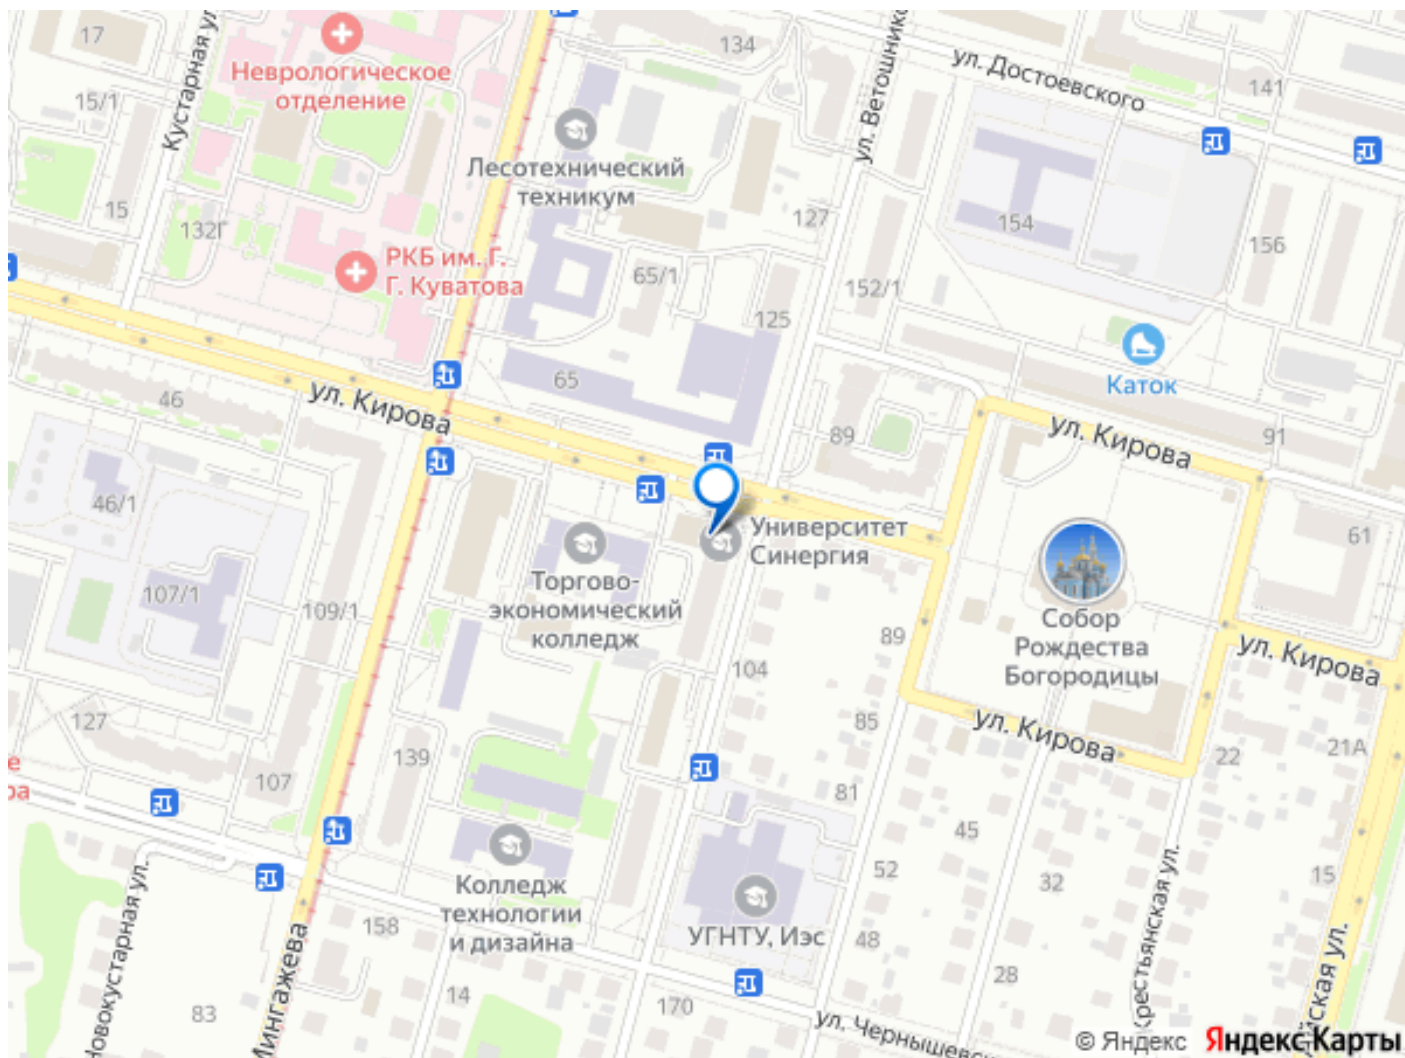 17
Кустарная ул.
134
ул. Ветошников
ул. Достоевского
141
Неврологическое
отделение
15/1
Лесотехнический
техникум
15
132Г
127
154
156
РКБ им. Г.
Г. Куватова
65/1
152/1
125
Каток
65
46
ул. Кирова
89
ул. Кирова
91
46/1
Университет
Синергия
61
Торгово-
экономический
колледж
107/1
109/1
Собор
Рождества
Богородицы
89
ул. Кирова
104
127
85
ул. Кирова
22
21А
139
107
81
45
52
Крестьянская ул.
15
32
Колледж
технологии
и дизайна
158
УГНТУ, Иэс
48
Новокустарная ул.
Мингажева
28
14
170
83
ул. Чернышевс
© Яндекс
Яндекс Карты